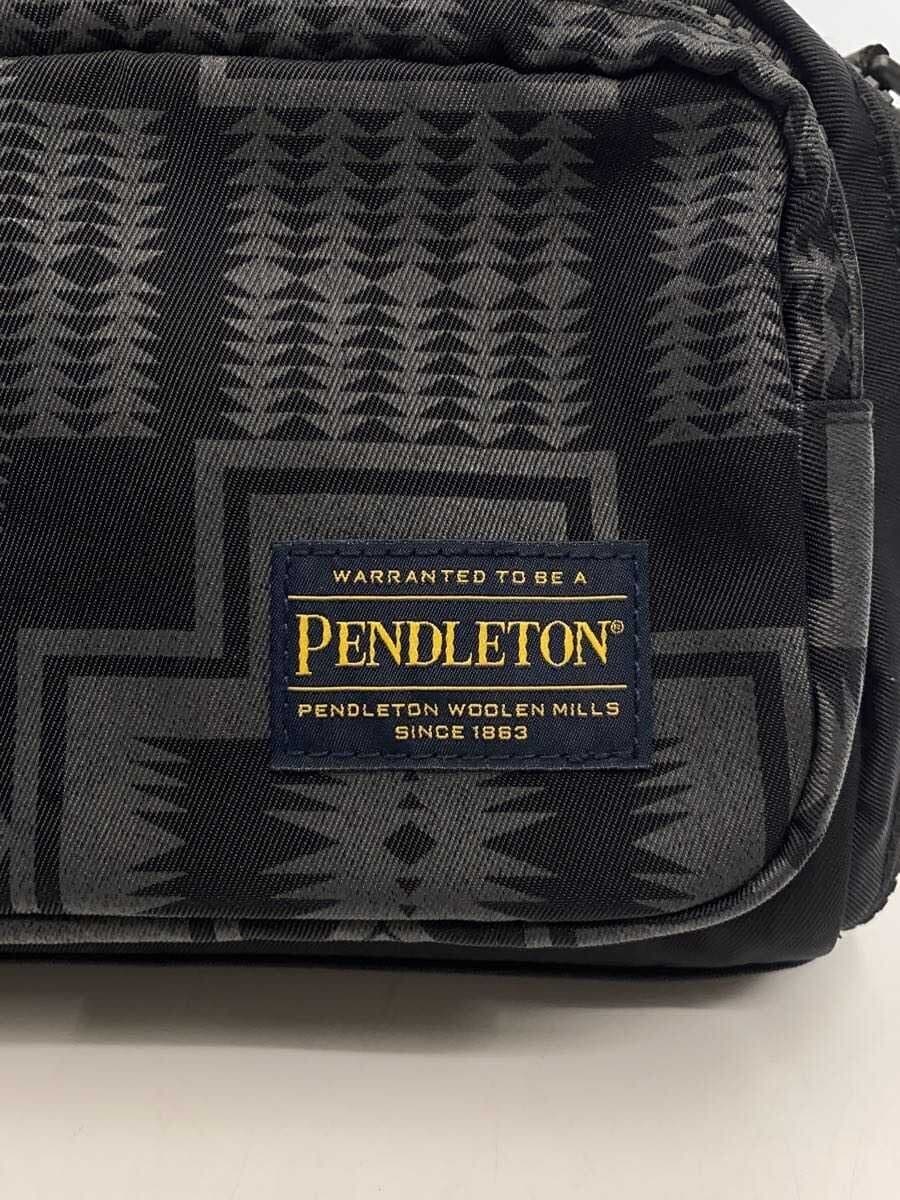 WARRANTED TO BE A
PENDLETON®
PENDLETON WOOLEN MILLS
SINCE 1863